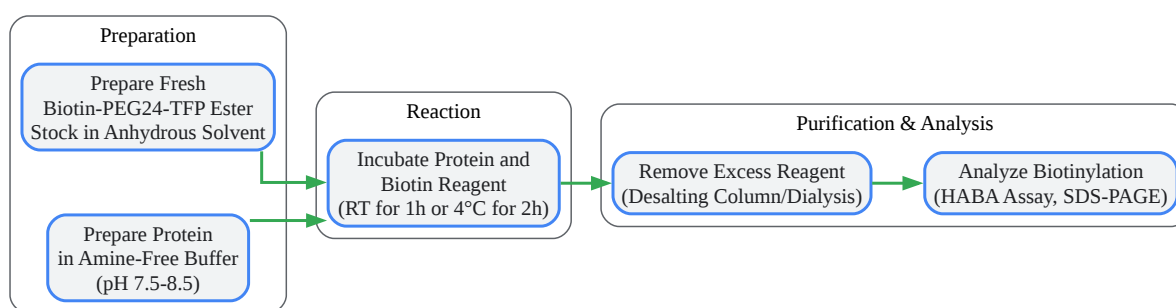 Preparation
Prepare Fresh
Biotin-PEG24-TFP Ester
Stock in Anhydrous Solvent
Prepare Protein
in Amine-Free Buffer
(pH 7.5-8.5)
Reaction
Incubate Protein and
Biotin Reagent
(RT for 1h or 4°C for 2h)
Purification & Analysis
Remove Excess Reagent
(Desalting Column/Dialysis)
Analyze Biotinylation
(HABA Assay, SDS-PAGE)